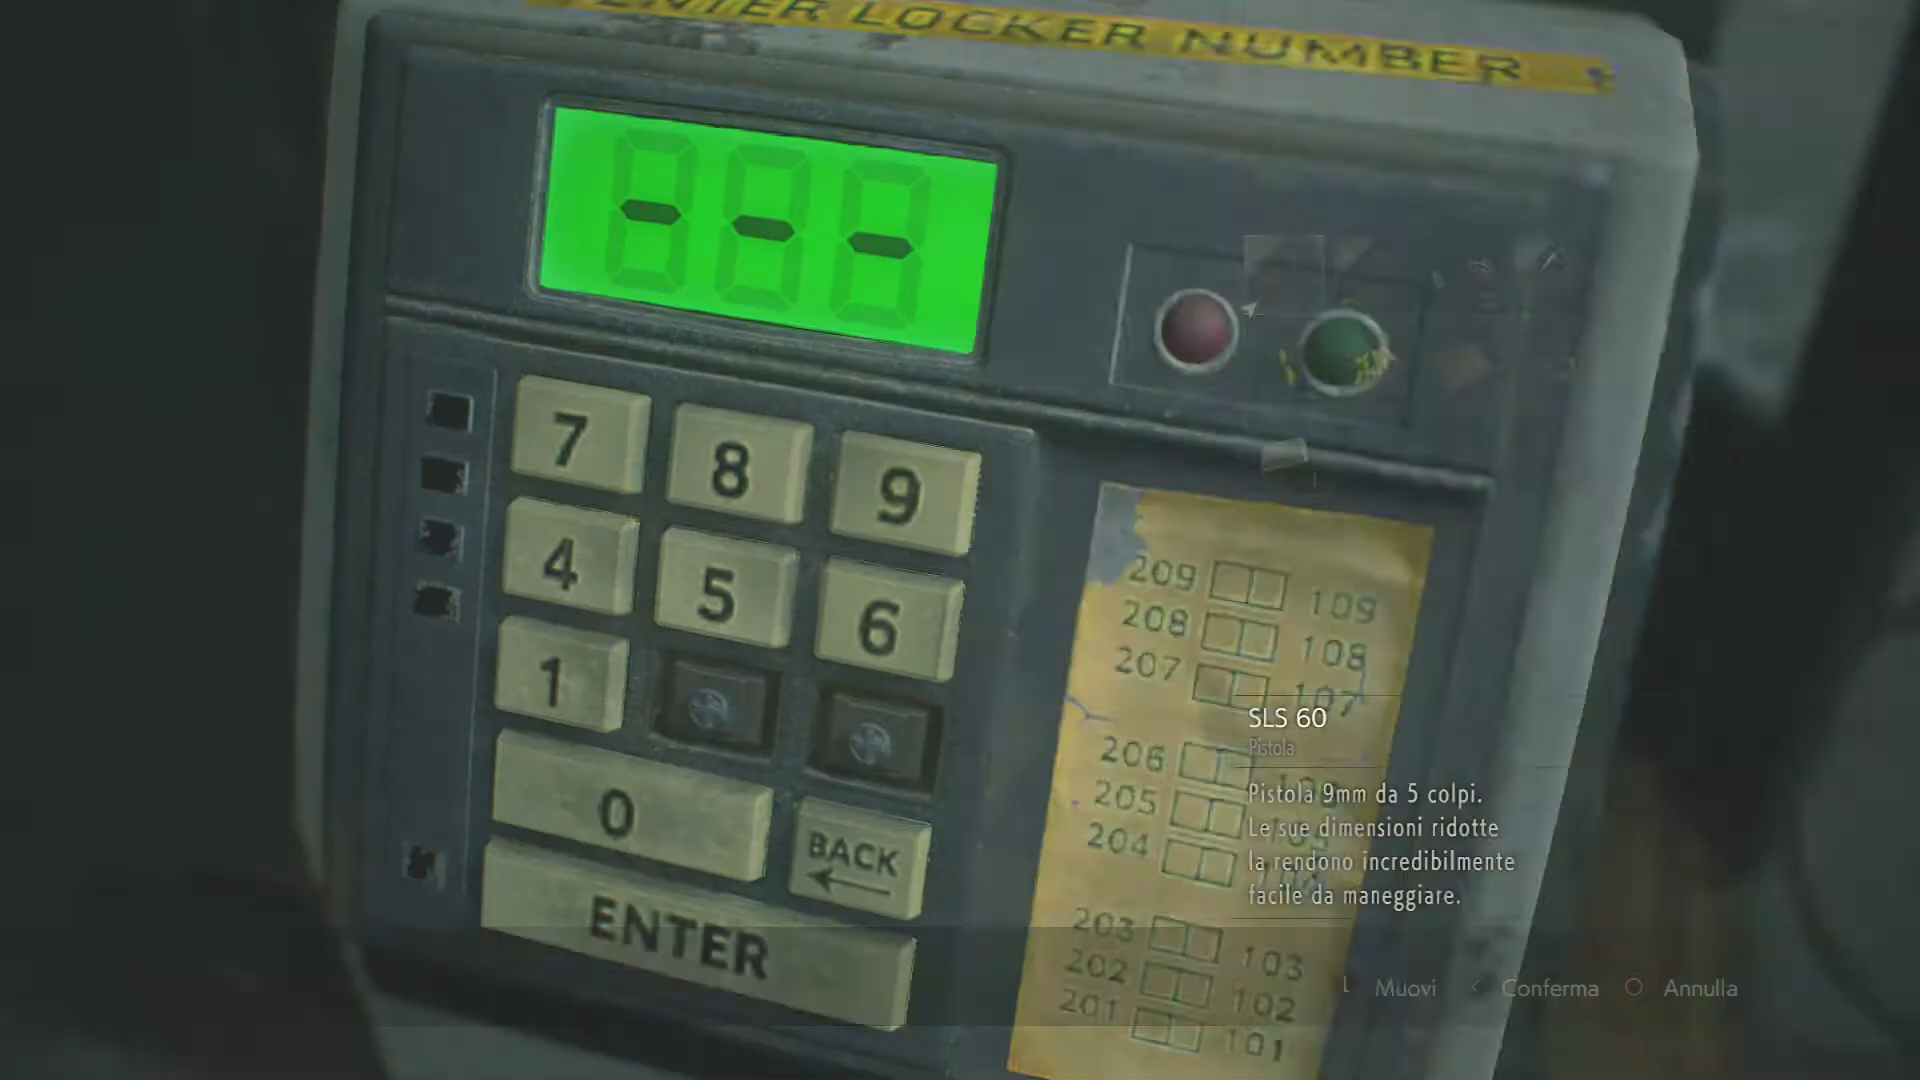 ENTER LOCKER NUMBER
7 8 9
4 5 6
1
0
BACK
ENTER
209 109
208 108
207 107
206
205
204
203 103
202 102
201 101
SLS 60
Pistola
Pistola 9mm da 5 colpi.
Le sue dimensioni ridotte
la rendono incredibilmente
facile da maneggiare.
Muovi Conferma Annulla